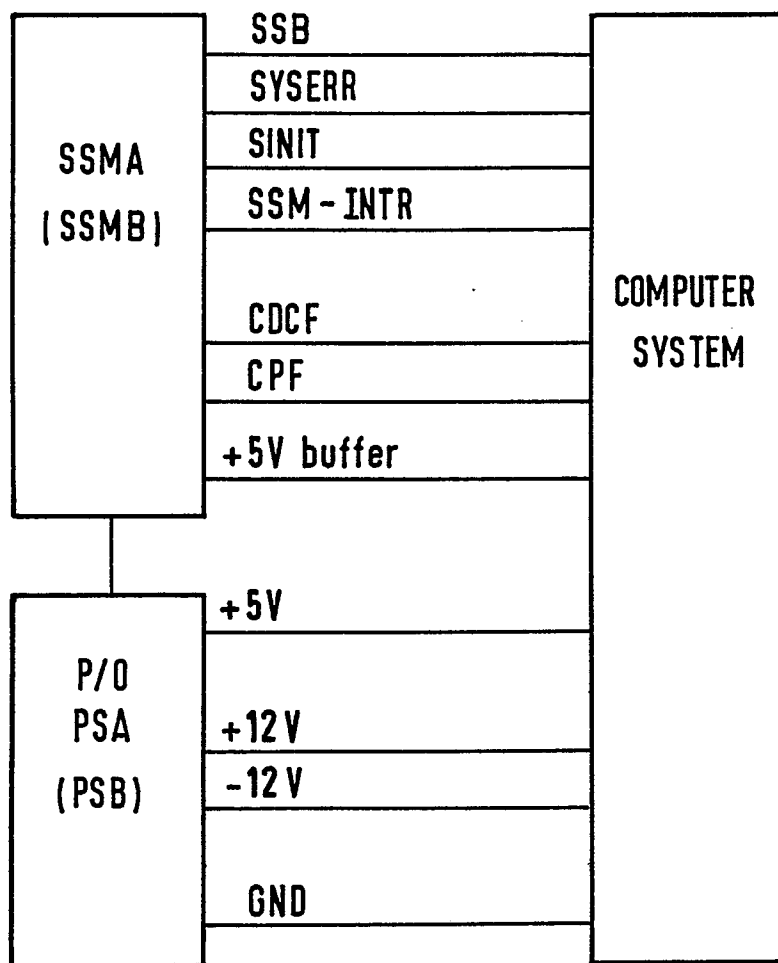 SSB
SYSERR
SINIT
SSM-INTR
SSMA
(SSMB)
CDCF
CPF
+5V buffer
COMPUTER
SYSTEM
+5V
P/O
PSA
(PSB)
+12V
-12V
GND